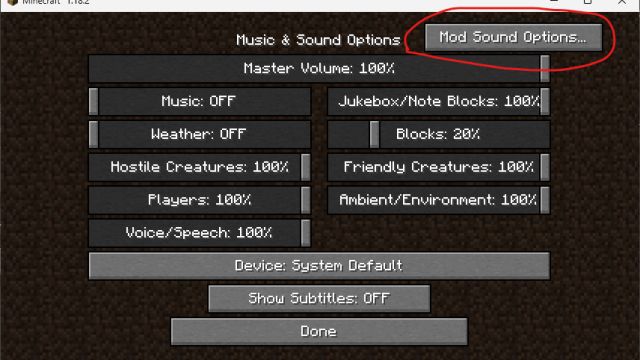 Minecraft 1.18.2
Music & Sound Options
Mod Sound Options...
Master Volume: 100%
Music: OFF
Jukebox/Note Blocks: 100%
Weather: OFF
Blocks: 20%
Hostile Creatures: 100%
Friendly Creatures: 100%
Players: 100%
Ambient/Environment: 100%
Voice/Speech: 100%
Device: System Default
Show Subtitles: OFF
Done